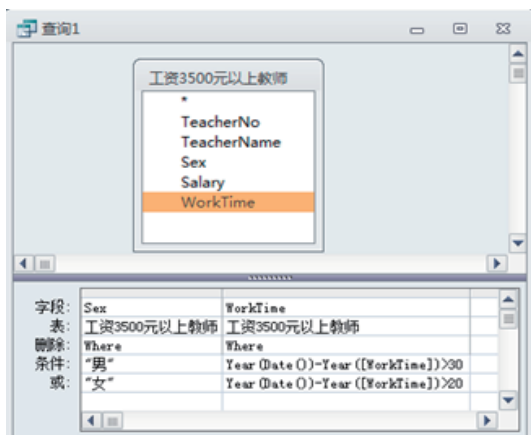 查询1
工资3500元以上教师
*
TeacherNo
TeacherName
Sex
Salary
WorkTime
字段: Sex WorkTime
表: 工资3500元以上教师 工资3500元以上教师
删除: Where Where
条件: "男" Year(Date())-Year([WorkTime])>30
或: "女" Year(Date())-Year([WorkTime])>20